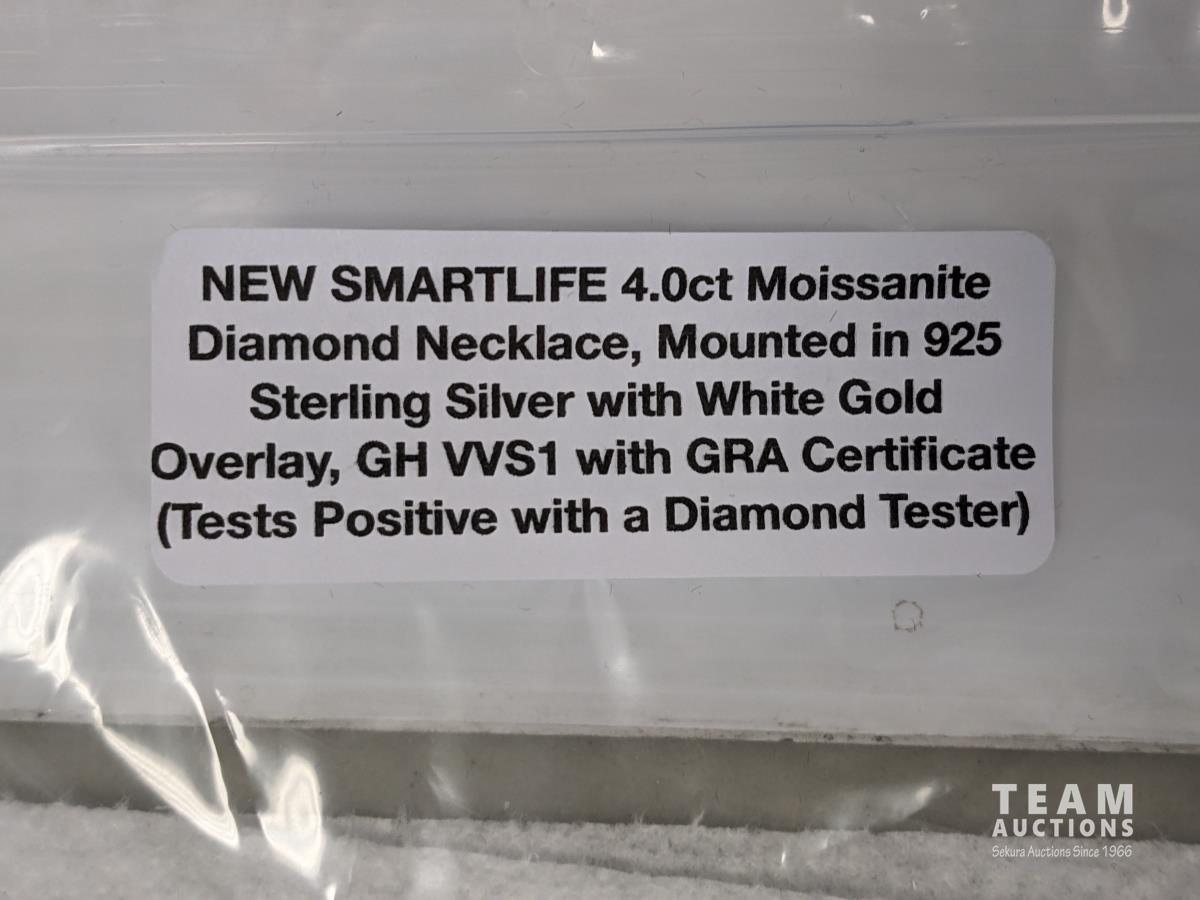 NEW SMARTLIFE 4.0ct Moissanite
Diamond Necklace, Mounted in 925
Sterling Silver with White Gold
Overlay, GH VVS1 with GRA Certificate
(Tests Positive with a Diamond Tester)
TEAM
AUCTIONS
Sekura Auctions Since 1966